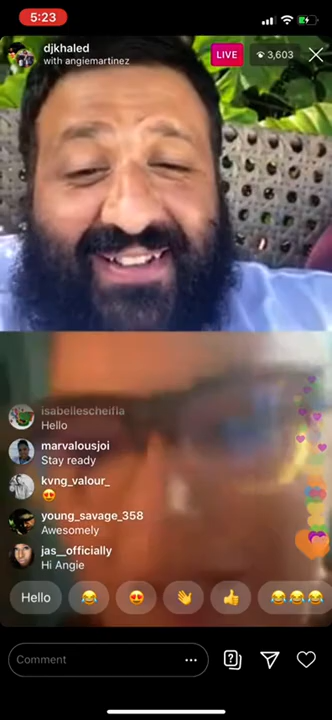 5:23
djkhaled
with angiemartinez
LIVE
3,603
isabellescheifla
Hello
marvalousjoi
Stay ready
kvng_valour_
😍
young_savage_358
Awesomely
jas__officially
Hi Angie
Hello 😂 😍 👋 👍 😂😂😂
Comment